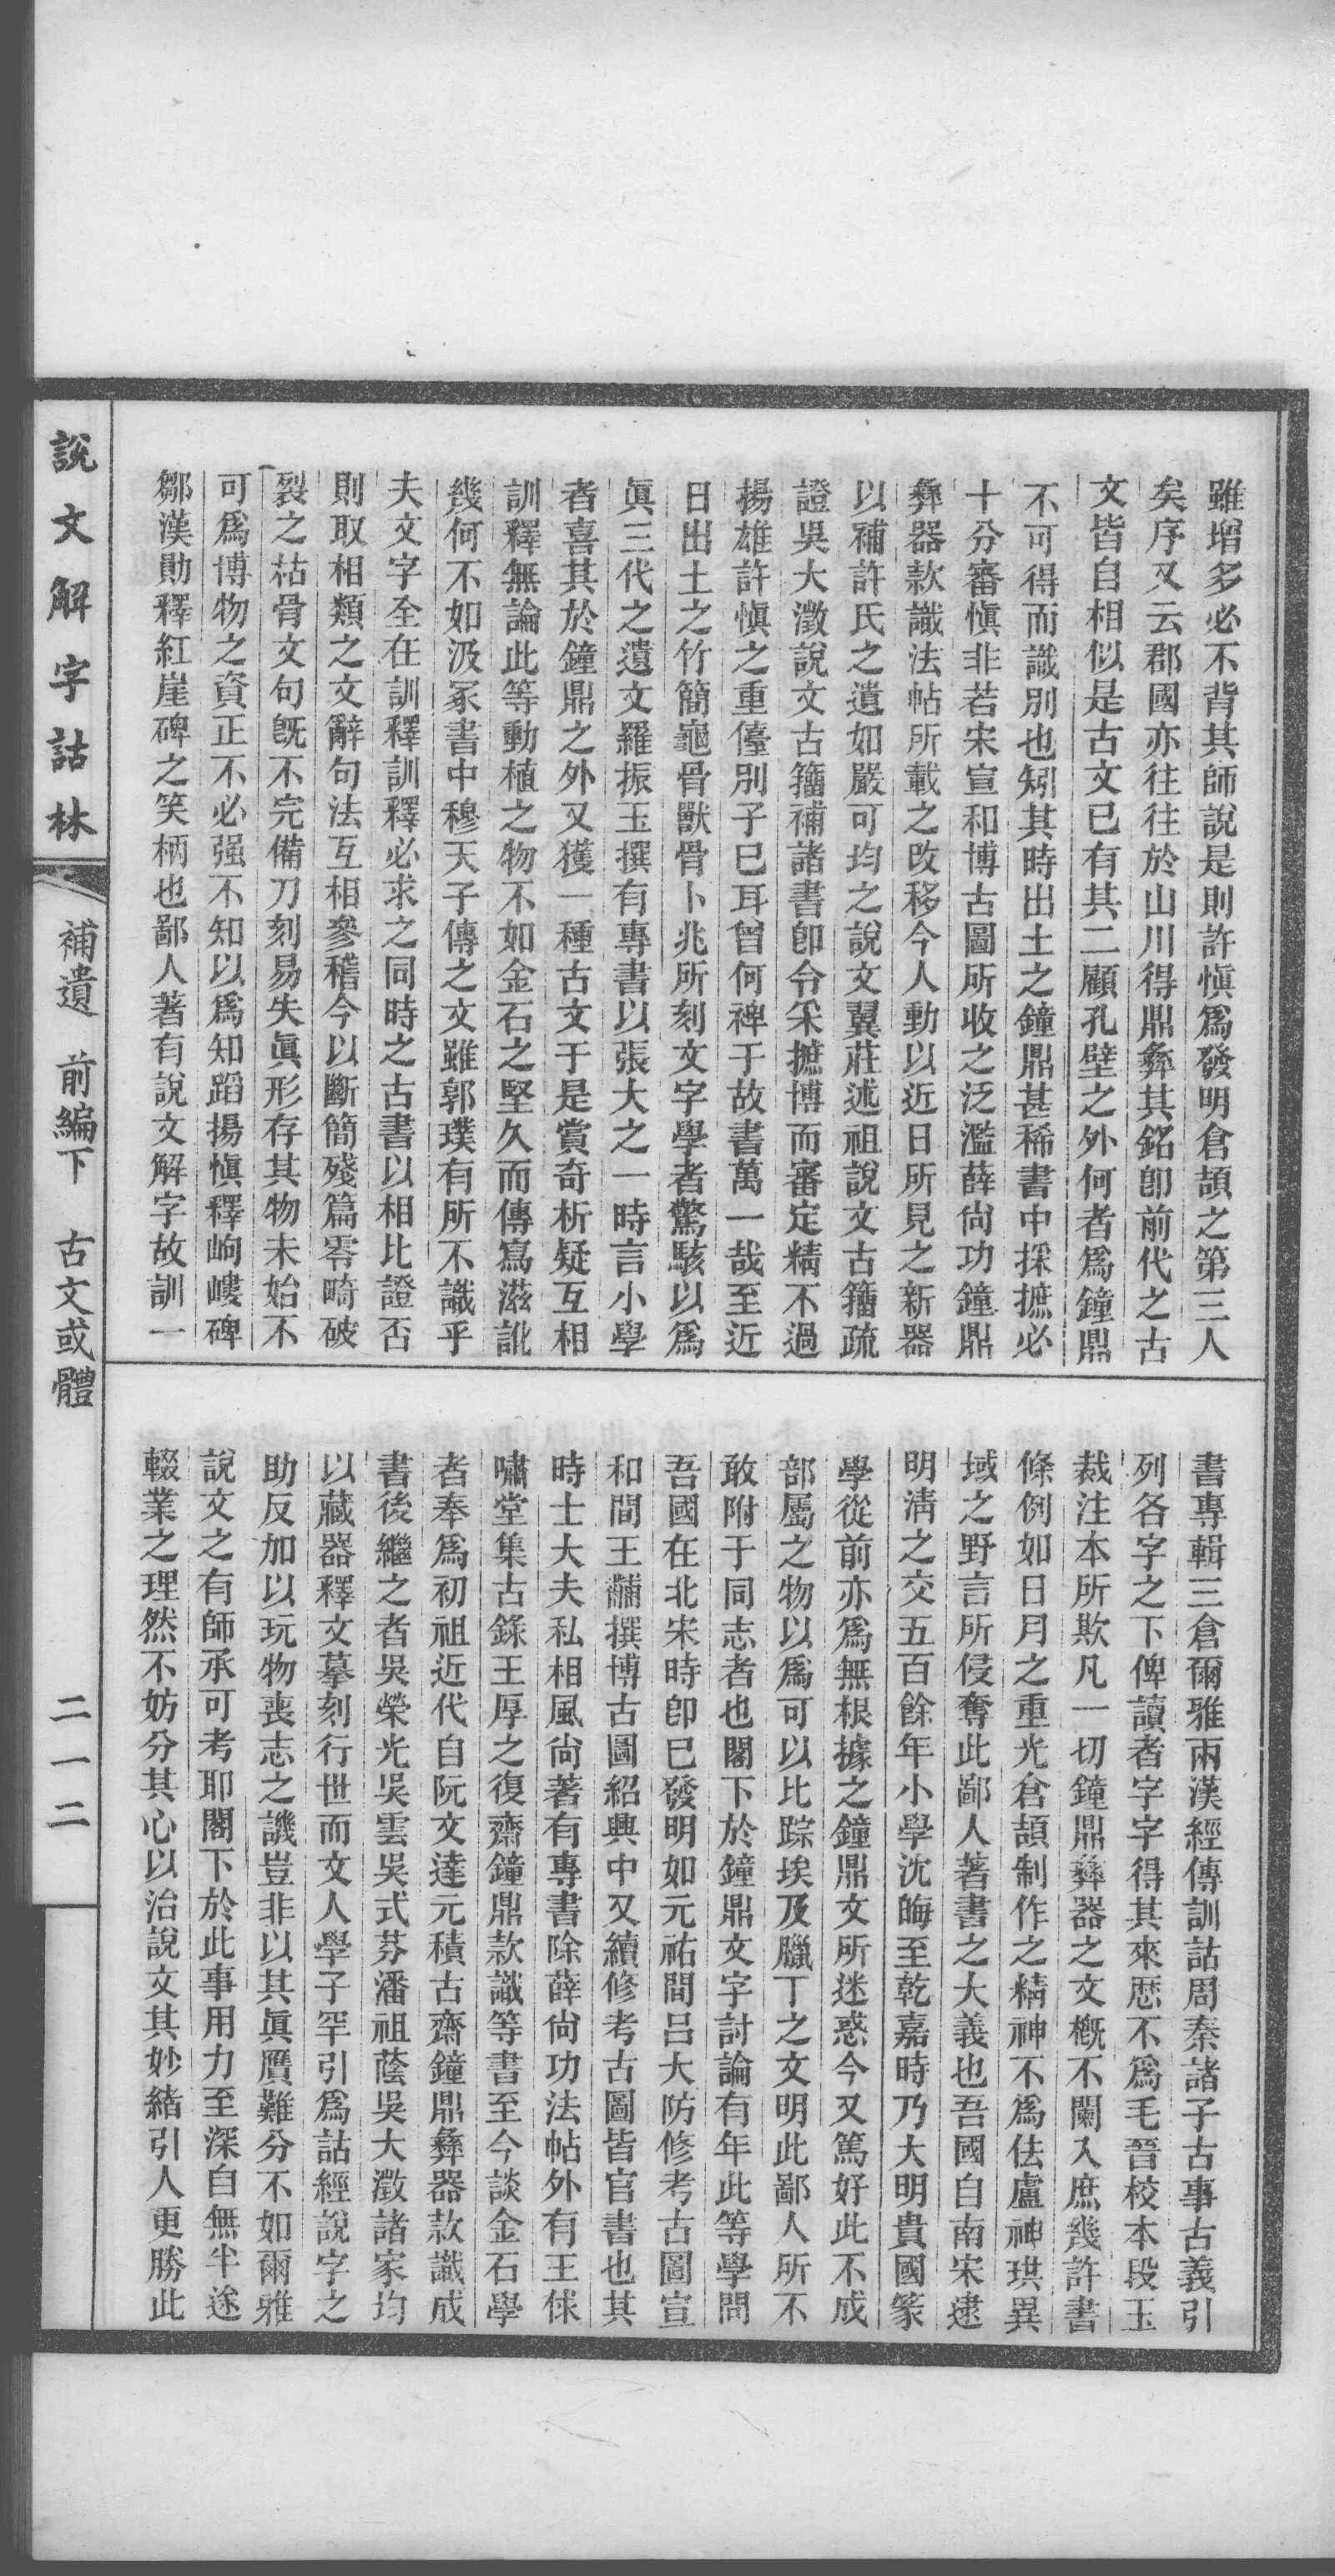 雖增多必不背其師說是則許愼爲發明倉頡之第三人
矣序又云郡國亦往往於山川得鼎彝其銘卽前代之古
文皆自相似是古文已有其二顧孔壁之外何者爲鐘鼎
不可得而識別也矧其時出土之鐘鼎甚稀書中採摭必
十分審愼非若宋宣和博古圖所收之泛濫薛尙功鐘鼎
彝器款識法帖所載之改移今人動以近日所見之新器
以補許氏之遺如嚴可均之說文翼莊述祖說文古籀疏
證吳大澂說文古籀補諸書卽令采摭博而審定精不過
揚雄許愼之重儓別子已耳曾何裨于故書萬一哉至近
日出土之竹簡龜骨獸骨卜兆所刻文字學者驚駭以爲
眞三代之遺文羅振玉撰有專書以張大之一時言小學
者喜其於鐘鼎之外又獲一種古文于是賞奇析疑互相
訓釋無論此等動植之物不如金石之堅久而傳寫滋訛
幾何不如汲冢書中穆天子傳之文雖郭璞有所不識乎
夫文字全在訓釋訓釋必求之同時之古書以相比證否
則取相類之文辭句法互相參稽今以斷簡殘篇零畸破
裂之枯骨文句旣不完備刀刻易失眞形存其物未始不
可爲博物之資正不必强不知以爲知蹈揚愼釋岣嶁碑
鄒漢勛釋紅崖碑之笑柄也鄙人著有說文解字故訓一
書專輯三倉爾雅兩漢經傳訓詁周秦諸子古事古義引
列各字之下俾讀者字字得其來歷不爲毛晉校本段玉
裁注本所欺凡一切鐘鼎彝器之文槪不闌入庶幾許書
條例如日月之重光倉頡制作之精神不爲佉盧神珙異
域之野言所侵奪此鄙人著書之大義也吾國自南宋逮
明淸之交五百餘年小學沈晦至乾嘉時乃大明貴國篆
學從前亦爲無根據之鐘鼎文所迷惑今又篤好此不成
部屬之物以爲可以比踪埃及臘丁之文明此鄙人所不
敢附于同志者也閣下於鐘鼎文字討論有年此等學問
吾國在北宋時卽已發明如元祐間呂大防修考古圖宣
和間王黼撰博古圖紹興中又續修考古圖皆官書也其
時士大夫私相風尙著有專書除薛尙功法帖外有王俅
嘯堂集古錄王厚之復齋鐘鼎款識等書至今談金石學
者奉爲初祖近代自阮文達元積古齋鐘鼎彝器款識成
書後繼之者吳榮光吳雲吳式芬潘祖蔭吳大澂諸家均
以藏器釋文摹刻行世而文人學子罕引爲詁經說字之
助反加以玩物喪志之譏豈非以其眞贋難分不如爾雅
說文之有師承可考耶閣下於此事用力至深自無半途
輟業之理然不妨分其心以治說文其妙緖引人更勝此
說文解字詁林
補遺　前編下　古文或體
二一二